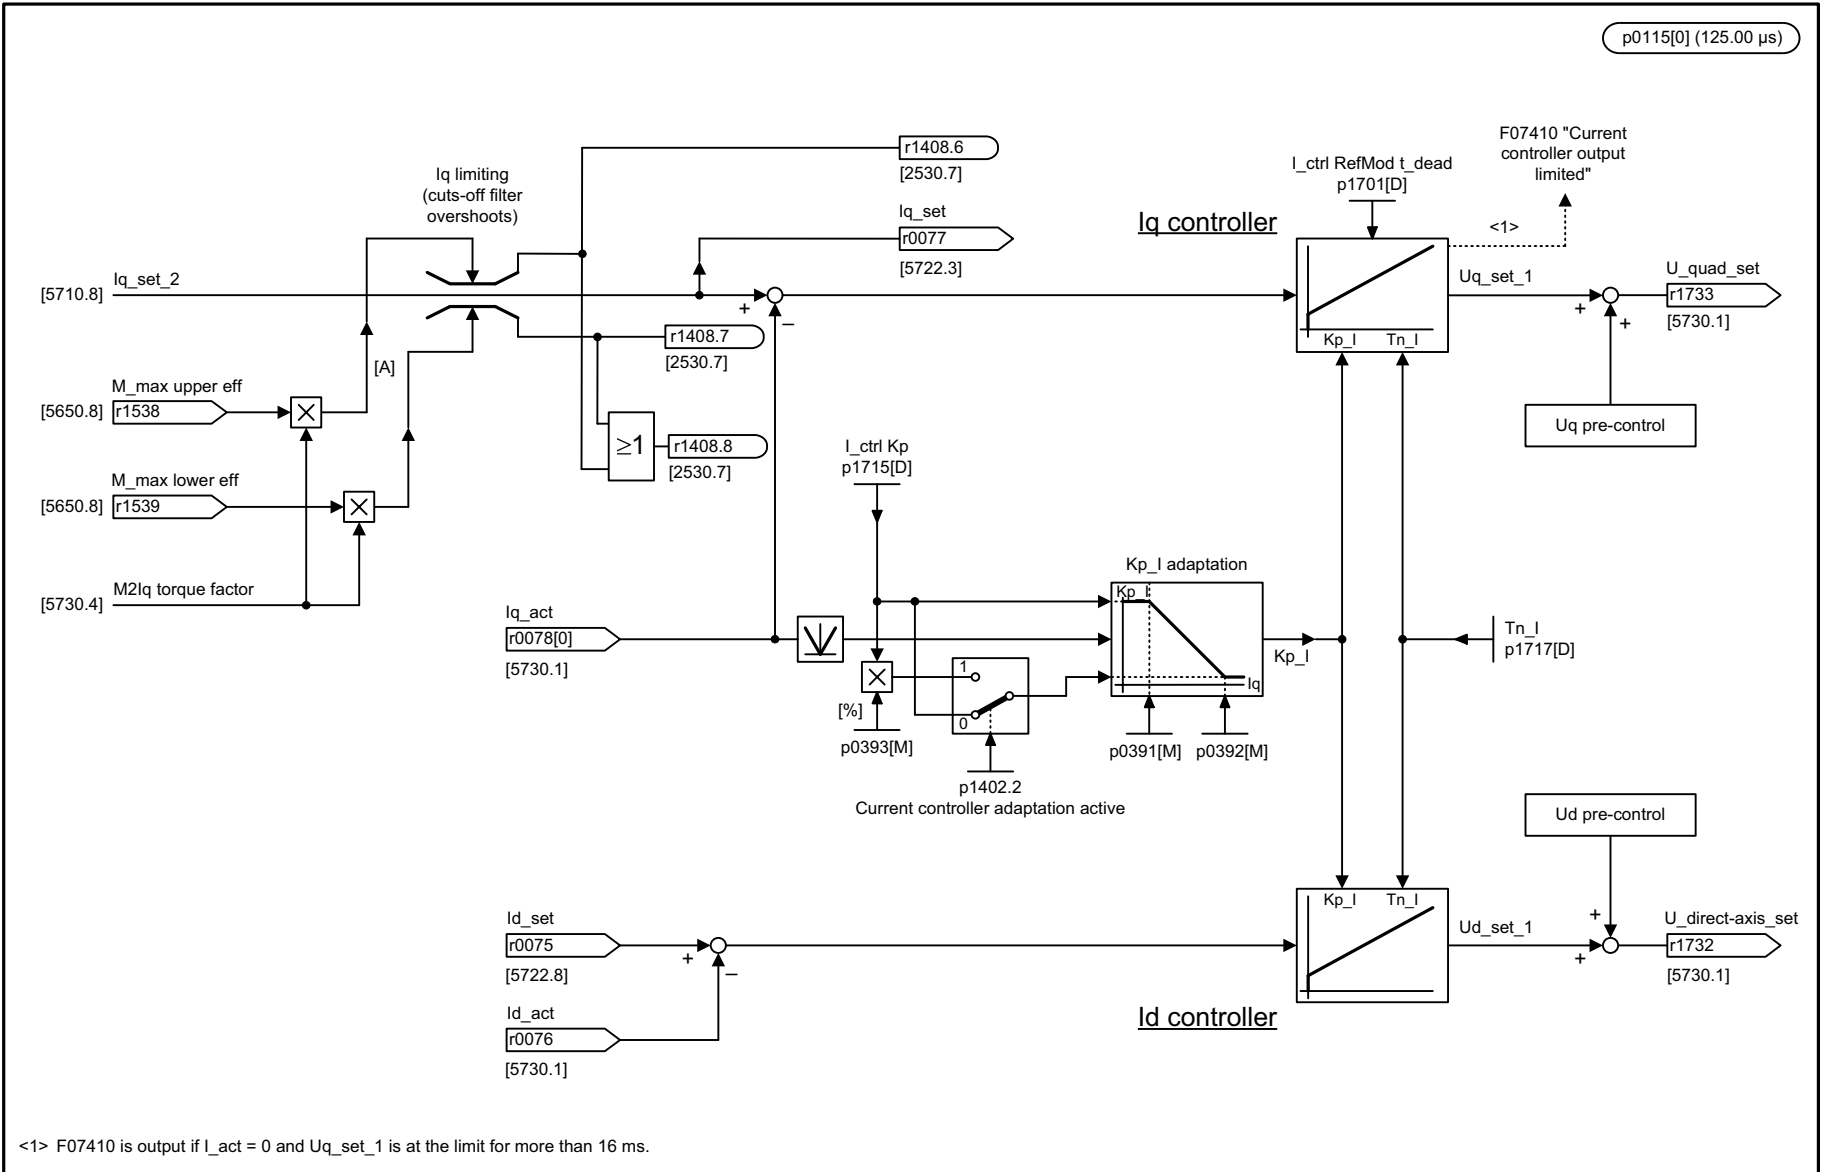 p0115[0] (125.00 µs)
F07410 "Current
controller output
limited"
<1>
r1408.6
[2530.7]
I_ctrl RefMod t_dead
p1701[D]
Iq limiting
(cuts-off filter
overshoots)
Iq_set
r0077
[5722.3]
Iq controller
[5710.8]
Iq_set_2
+
–
Kp_I
Tn_I
Uq_set_1
+
+
U_quad_set
r1733
[5730.1]
r1408.7
[2530.7]
[A]
M_max upper eff
[5650.8]
r1538
Uq pre-control
≥1
r1408.8
[2530.7]
I_ctrl Kp
p1715[D]
M_max lower eff
[5650.8]
r1539
M2Iq torque factor
[5730.4]
Kp_I adaptation
Kp_I
Iq
Iq_act
r0078[0]
[5730.1]
Kp_I
Tn_I
p1717[D]
1
0
[%]
p0393[M]
p0391[M]
p0392[M]
p1402.2
Current controller adaptation active
Ud pre-control
Kp_I
Tn_I
Id_set
r0075
[5722.8]
+
–
Ud_set_1
+
+
U_direct-axis_set
r1732
[5730.1]
Id_act
r0076
[5730.1]
Id controller
<1> F07410 is output if I_act = 0 and Uq_set_1 is at the limit for more than 16 ms.